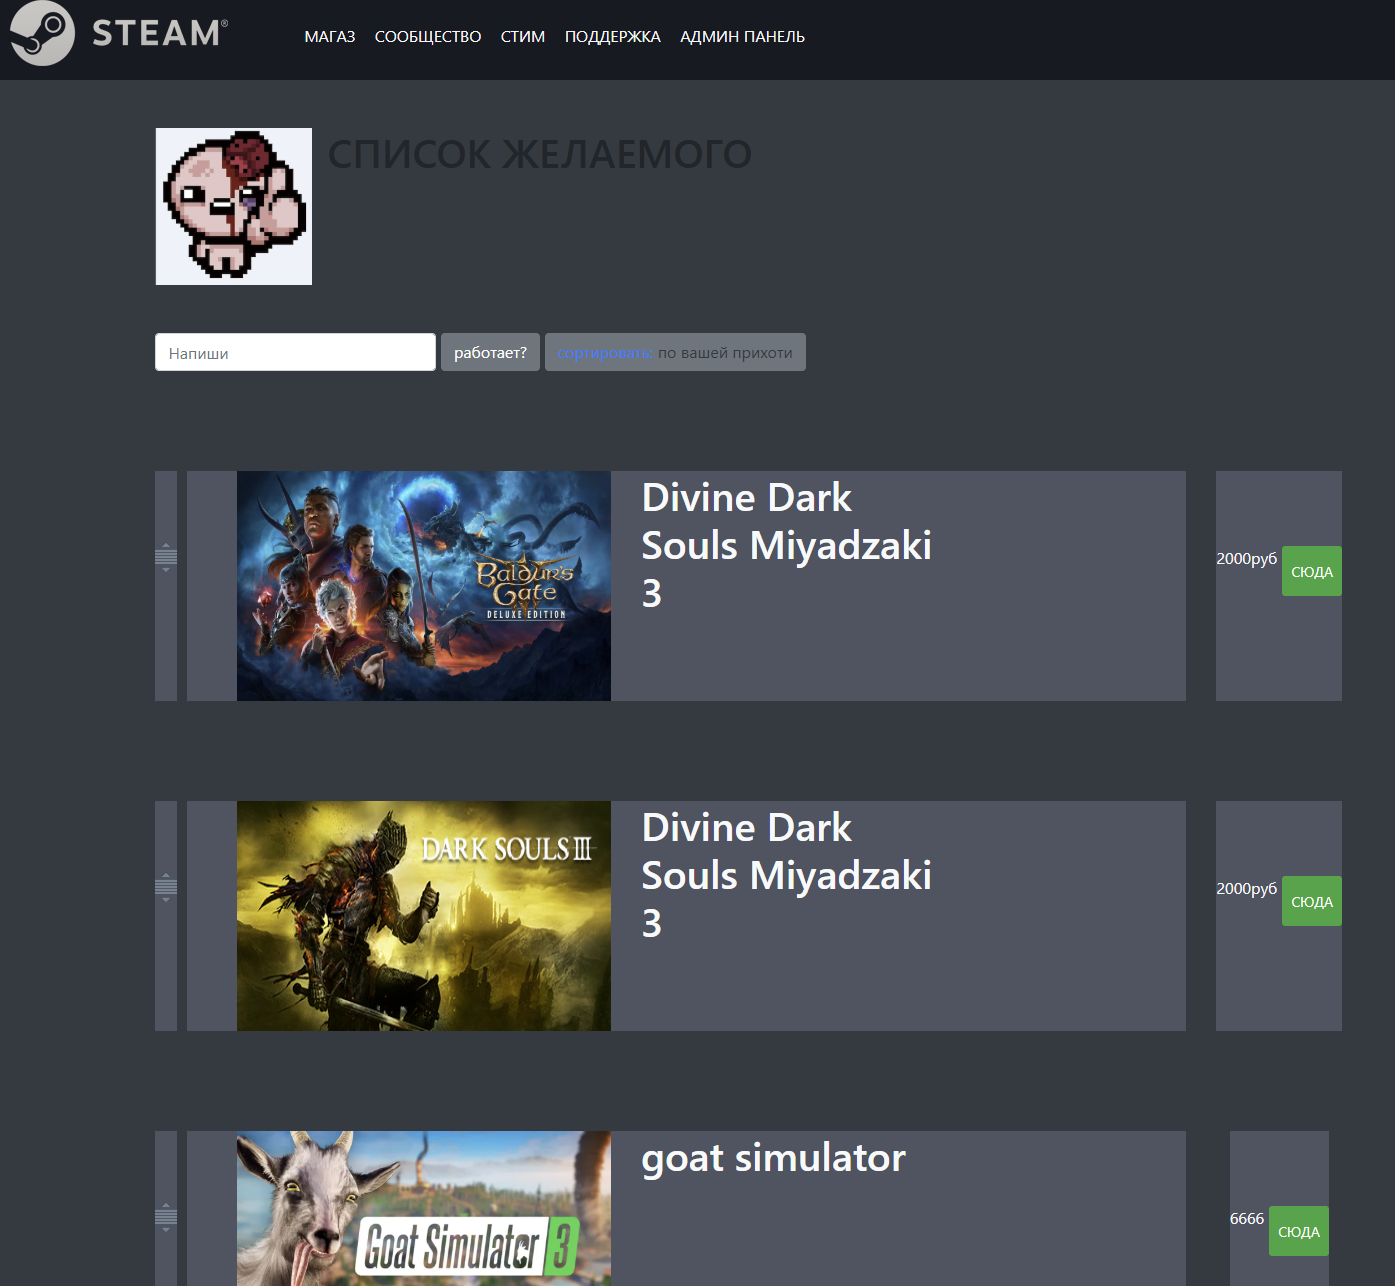 STEAM®
МАГАЗ СООБЩЕСТВО СТИМ ПОДДЕРЖКА АДМИН ПАНЕЛЬ
СПИСОК ЖЕЛАЕМОГО
Напиши работает? сортировать: по вашей прихоти
Baldur's
Gate
DELUXE EDITION
Divine Dark
Souls Miyadzaki
3
2000руб СЮДА
DARK SOULS III
Divine Dark
Souls Miyadzaki
3
2000руб СЮДА
Goat Simulator 3
goat simulator
6666 СЮДА